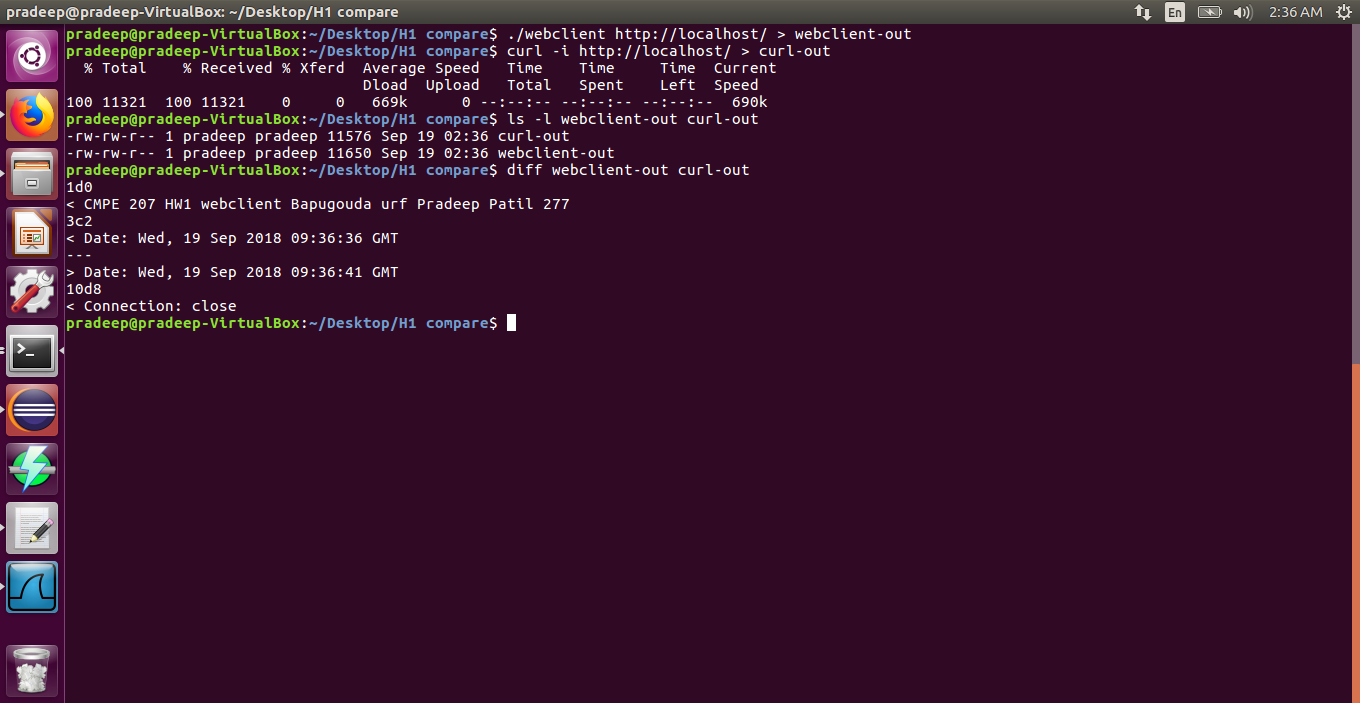 pradeep@pradeep-VirtualBox: ~/Desktop/H1 compare En 2:36 AM
pradeep@pradeep-VirtualBox:~/Desktop/H1 compare$ ./webclient http://localhost/ > webclient-out
pradeep@pradeep-VirtualBox:~/Desktop/H1 compare$ curl -i http://localhost/ > curl-out
  % Total    % Received % Xferd  Average Speed   Time    Time     Time  Current
                                 Dload  Upload   Total   Spent    Left  Speed
100 11321  100 11321    0     0   669k      0 --:--:-- --:--:-- --:--:--  690k
pradeep@pradeep-VirtualBox:~/Desktop/H1 compare$ ls -l webclient-out curl-out
-rw-rw-r-- 1 pradeep pradeep 11576 Sep 19 02:36 curl-out
-rw-rw-r-- 1 pradeep pradeep 11650 Sep 19 02:36 webclient-out
pradeep@pradeep-VirtualBox:~/Desktop/H1 compare$ diff webclient-out curl-out
1d0
< CMPE 207 HW1 webclient Bapugouda urf Pradeep Patil 277
3c2
< Date: Wed, 19 Sep 2018 09:36:36 GMT
---
> Date: Wed, 19 Sep 2018 09:36:41 GMT
10d8
< Connection: close
pradeep@pradeep-VirtualBox:~/Desktop/H1 compare$